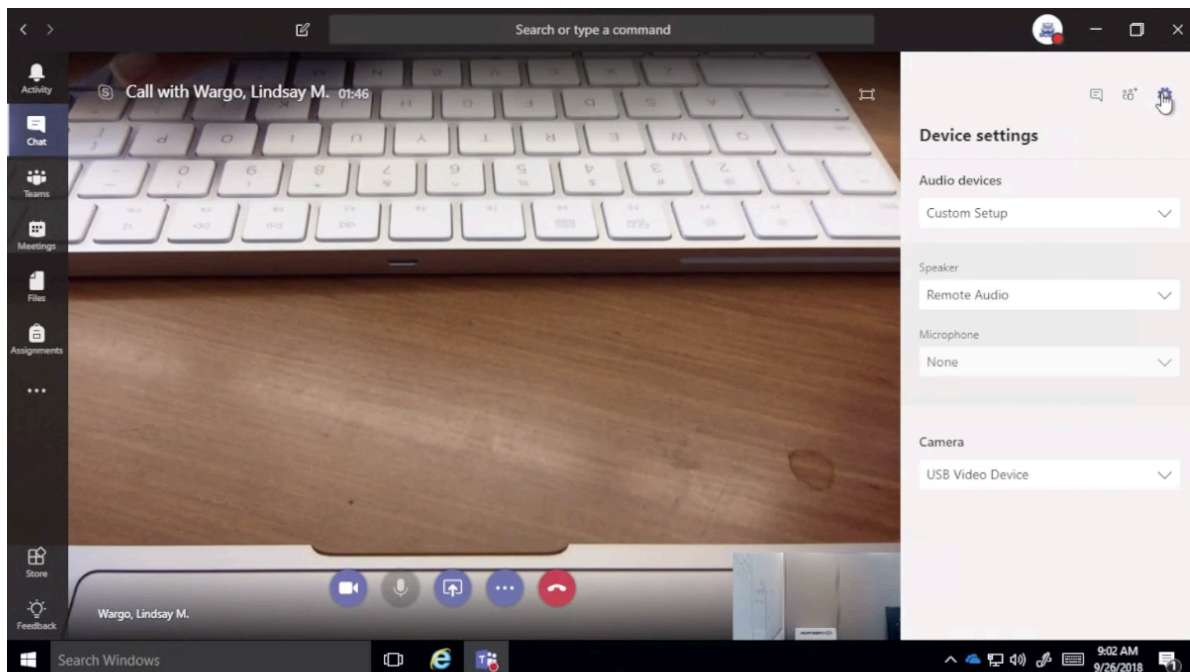 Search or type a command
Activity
Chat
Teams
Meetings
Files
Assignments
Store
Feedback
Call with Wargo, Lindsay M. 01:46
Wargo, Lindsay M.
Device settings
Audio devices
Custom Setup
Speaker
Remote Audio
Microphone
None
Camera
USB Video Device
Search Windows
9:02 AM
9/26/2018